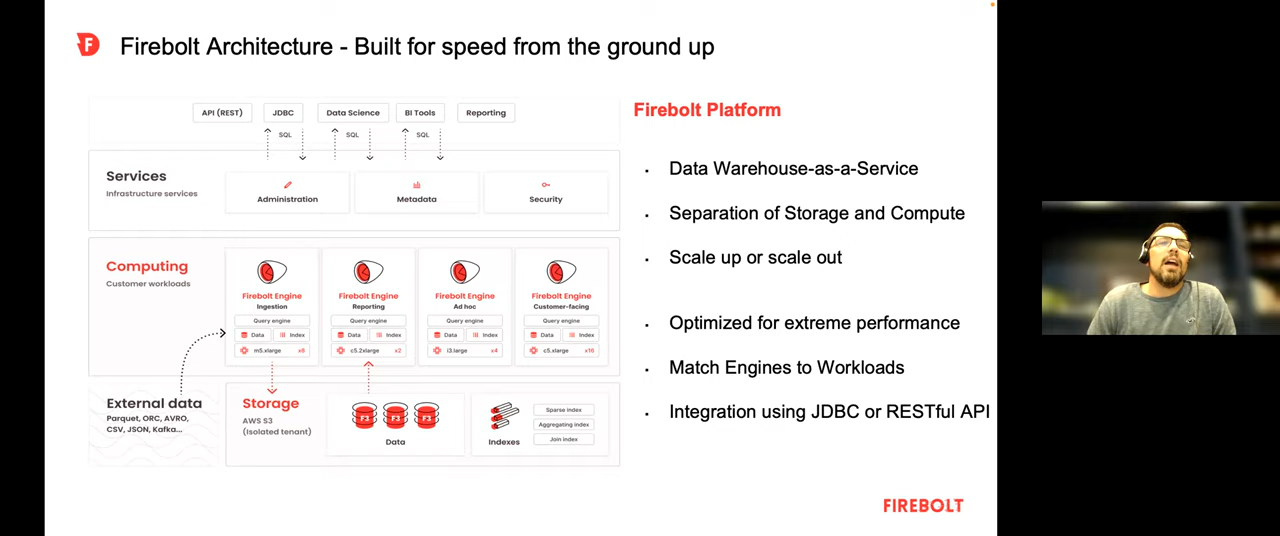 Firebolt Architecture - Built for speed from the ground up
API (REST)
JDBC
Data Science
BI Tools
Reporting
SQL
SQL
SQL
Services
Infrastructure services
Administration
Metadata
Security
Computing
Customer workloads
Firebolt Engine
Ingestion
Query engine
Data
Index
m5.xlarge
x8
Firebolt Engine
Reporting
Query engine
Data
Index
c5.2xlarge
x2
Firebolt Engine
Ad hoc
Query engine
Data
Index
i3.large
x4
Firebolt Engine
Customer-facing
Query engine
Data
Index
c5.xlarge
x16
External data
Parquet, ORC, AVRO,
CSV, JSON, Kafka...
Storage
AWS S3
(Isolated tenant)
F3
F3
F3
Data
Indexes
Sparse index
Aggregating index
Join index
Firebolt Platform
Data Warehouse-as-a-Service
Separation of Storage and Compute
Scale up or scale out
Optimized for extreme performance
Match Engines to Workloads
Integration using JDBC or RESTful API
FIREBOLT